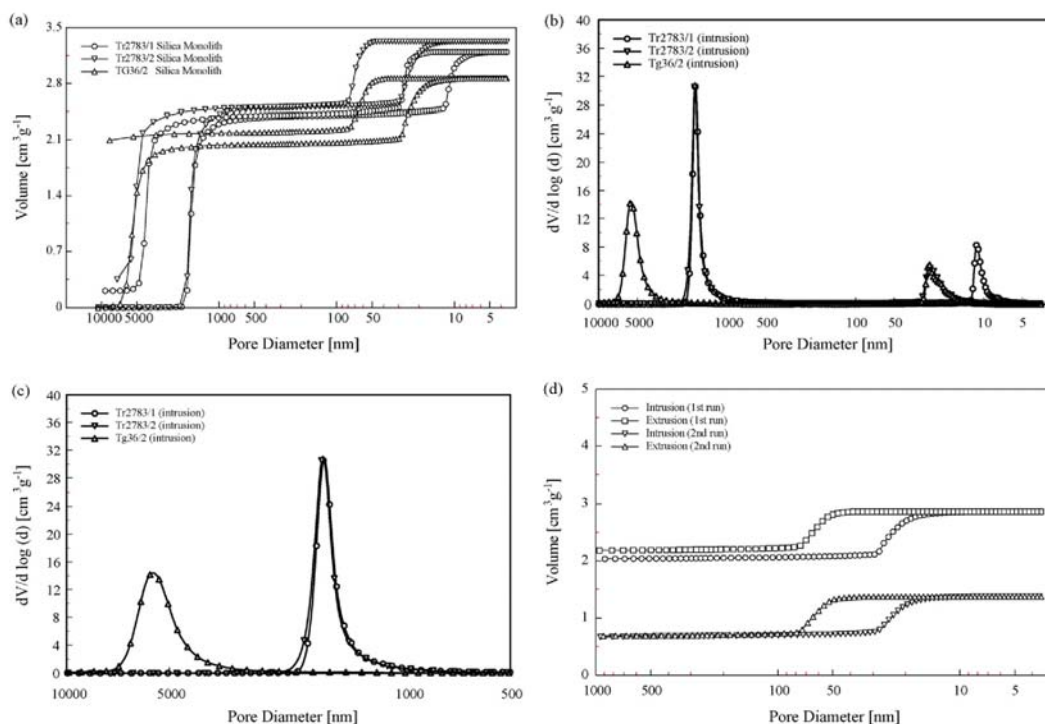 (a)
Tr2783/1 Silica Monolith
Tr2783/2 Silica Monolith
TG36/2 Silica Monolith
Volume [cm³g⁻¹]
3.5
2.8
2.1
1.4
0.7
0
10000 5000 1000 500 100 50 10 5
Pore Diameter [nm]
(b)
Tr2783/1 (intrusion)
Tr2783/2 (intrusion)
Tg36/2 (intrusion)
dV/d log (d) [cm³g⁻¹]
40
36
32
28
24
20
16
12
8
4
0
10000 5000 1000 500 100 50 10 5
Pore Diameter [nm]
(c)
Tr2783/1 (intrusion)
Tr2783/2 (intrusion)
Tg36/2 (intrusion)
dV/d log (d) [cm³g⁻¹]
40
36
32
28
24
20
16
12
8
4
0
10000 5000 1000 500
Pore Diameter [nm]
(d)
Intrusion (1st run)
Extrusion (1st run)
Intrusion (2nd run)
Extrusion (2nd run)
Volume [cm³g⁻¹]
5
4
3
2
1
0
1000 500 100 50 10 5
Pore Diameter [nm]